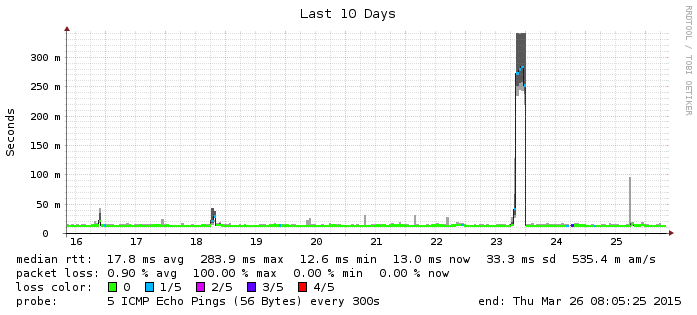 Last 10 Days
RRDTOOL / TOBI OETIKER
Seconds
300 m
250 m
200 m
150 m
100 m
50 m
0
16 17 18 19 20 21 22 23 24 25
median rtt: 17.8 ms avg 283.9 ms max 12.6 ms min 13.0 ms now 33.3 ms sd 535.4 m am/s
packet loss: 0.90 % avg 100.00 % max 0.00 % min 0.00 % now
loss color: 0 1/5 2/5 3/5 4/5
probe: 5 ICMP Echo Pings (56 Bytes) every 300s end: Thu Mar 26 08:05:25 2015